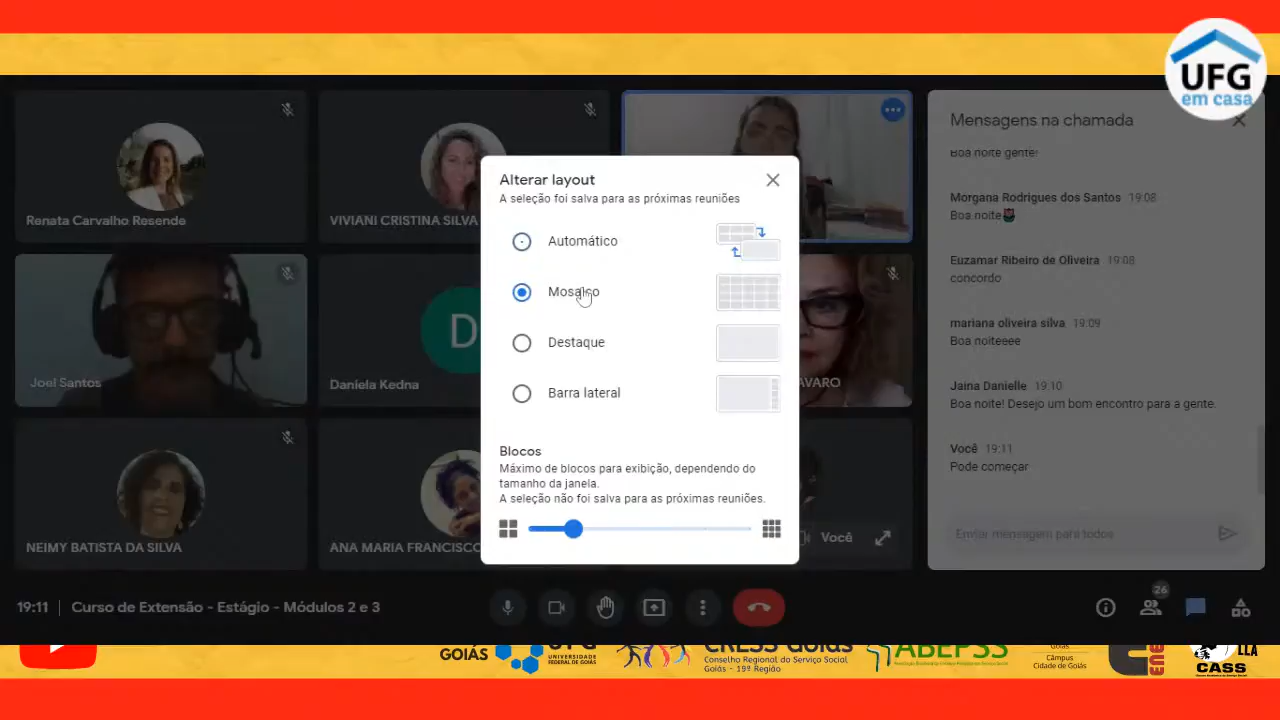 UFG
em casa
Renata Carvalho Resende
VIVIANI CRISTINA SILVA
Joel Santos
D
Daniela Kedna
AVARO
NEIMY BATISTA DA SILVA
ANA MARIA FRANCISCO
Você
Alterar layout
A seleção foi salva para as próximas reuniões
Automático
Mosaico
Destaque
Barra lateral
Blocos
Máximo de blocos para exibição, dependendo do
tamanho da janela.
A seleção não foi salva para as próximas reuniões.
Mensagens na chamada
Boa noite gente!
Morgana Rodrigues dos Santos 19:08
Boa noite
Euzamar Ribeiro de Oliveira 19:08
concordo
mariana oliveira silva 19:09
Boa noiteeee
Jaina Danielle 19:10
Boa noite! Desejo um bom encontro para a gente.
Você 19:11
Pode começar
Enviar mensagem para todos
19:11 | Curso de Extensão - Estágio - Módulos 2 e 3
26
GOIÁS
UFG
UNIVERSIDADE
FEDERAL DE GOIÁS
CRESS Goiás
Conselho Regional do Serviço Social
Goiás - 19ª Região
ABEPSS
Goiás
Câmpus
Cidade de Goiás
LLA
CASS